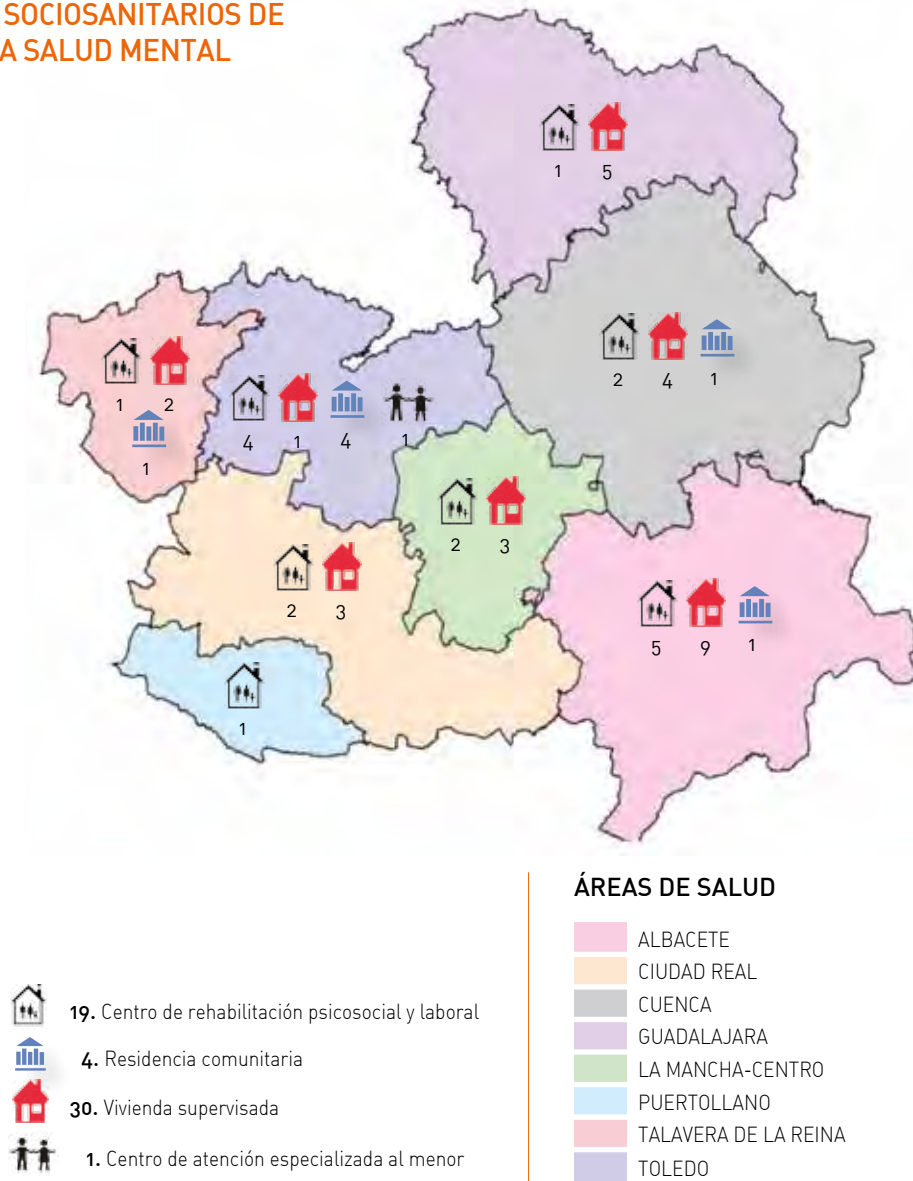 SOCIOSANITARIOS DE
A SALUD MENTAL
1 5
2 4 1
1 2
1
4 1 4 1
2 3
2 3
5 9 1
1
19. Centro de rehabilitación psicosocial y laboral
4. Residencia comunitaria
30. Vivienda supervisada
1. Centro de atención especializada al menor
ÁREAS DE SALUD
ALBACETE
CIUDAD REAL
CUENCA
GUADALAJARA
LA MANCHA-CENTRO
PUERTOLLANO
TALAVERA DE LA REINA
TOLEDO